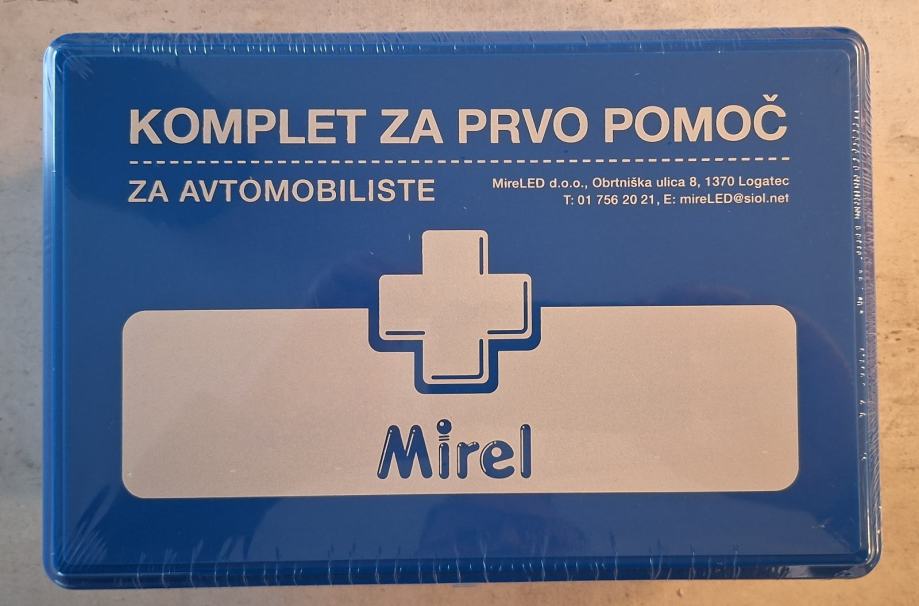 KOMPLET ZA PRVO POMOČ
ZA AVTOMOBILISTE
MireLED d.o.o., Obrtniška ulica 8, 1370 Logatec
T: 01 756 20 21, E: mireLED@siol.net
Mirel